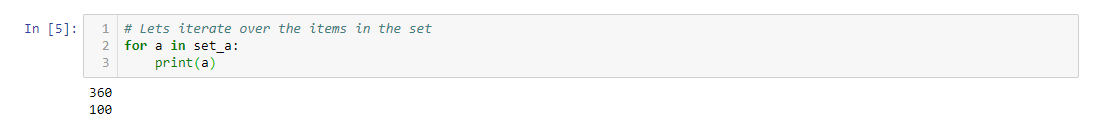 In [5]:
1 # Lets iterate over the items in the set
2 for a in set_a:
3     print(a)
360
100